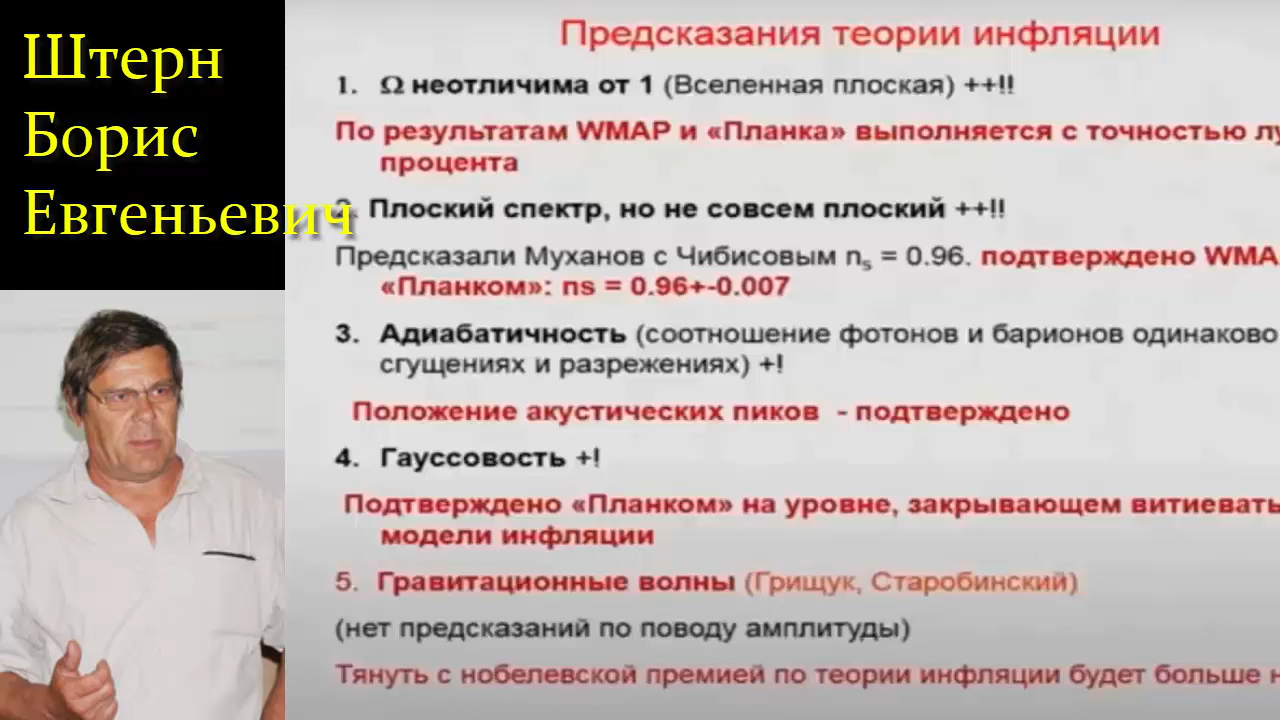 Штерн
Борис
Евгеньевич
Предсказания теории инфляции
1. Ω неотличима от 1 (Вселенная плоская) ++!!
По результатам WMAP и «Планка» выполняется с точностью
процента
Плоский спектр, но не совсем плоский ++!!
Предсказали Муханов с Чибисовым ns = 0.96. подтверждено
«Планком»: ns = 0.96+-0.007
3. Адиабатичность (соотношение фотонов и барионов одинаково
сгущениях и разрежениях) +!
Положение акустических пиков - подтверждено
4. Гауссовость +!
Подтверждено «Планком» на уровне, закрывающем
модели инфляции
5. Гравитационные волны (Грищук, Старобинский)
(нет предсказаний по поводу амплитуды)
Тянуть с нобелевской премией по теории инфляции будет больше